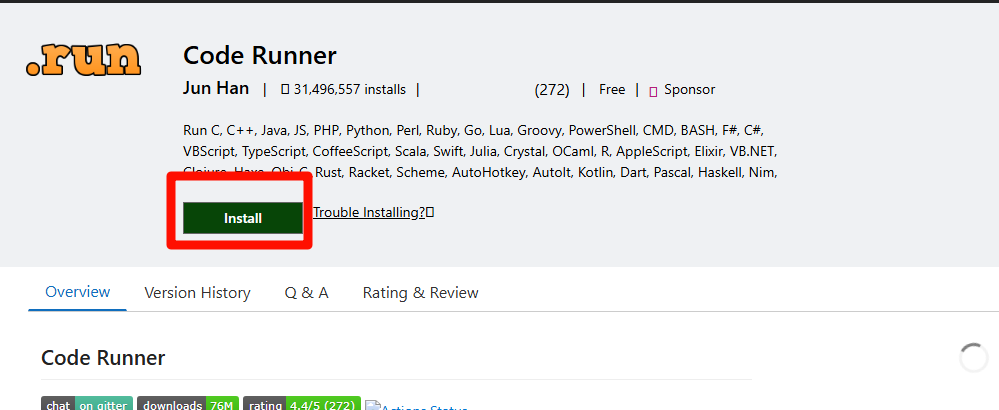 .run
Code Runner
Jun Han | 31,496,557 installs | (272) | Free | Sponsor
Run C, C++, Java, JS, PHP, Python, Perl, Ruby, Go, Lua, Groovy, PowerShell, CMD, BASH, F#, C#,
VBScript, TypeScript, CoffeeScript, Scala, Swift, Julia, Crystal, OCaml, R, AppleScript, Elixir, VB.NET,
Clojure, Haxe, Obj-C, Rust, Racket, Scheme, AutoHotkey, AutoIt, Kotlin, Dart, Pascal, Haskell, Nim,
Install Trouble Installing?
Overview Version History Q & A Rating & Review
Code Runner
chat on gitter downloads 76M rating 4.4/5 (272) Actions Status